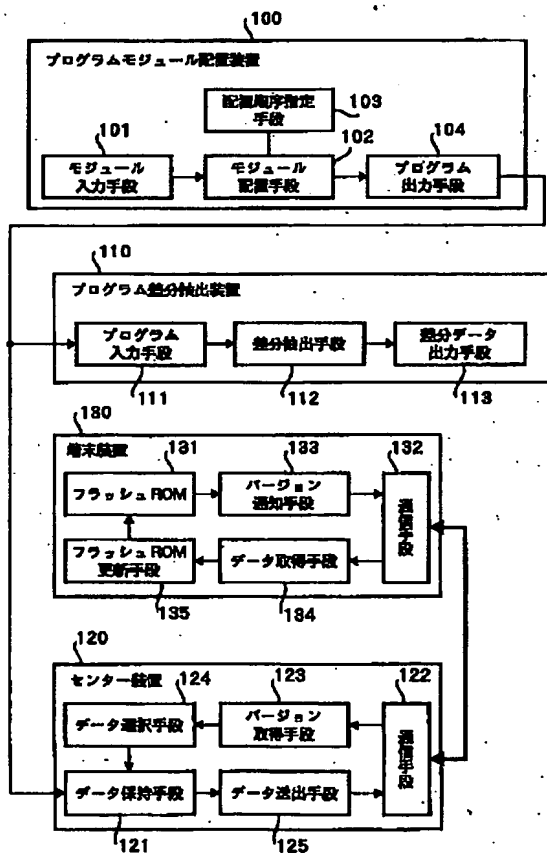 100
プログラムモジュール配置装置
配置順序指定
手段
103
101
102
104
モジュール
入力手段
モジュール
配置手段
プログラム
出力手段
110
プログラム差分抽出装置
プログラム
入力手段
差分抽出手段
差分データ
出力手段
111
112
113
130
端末装置
131
133
132
フラッシュROM
バージョン
通知手段
通信手段
フラッシュROM
更新手段
データ取得手段
135
134
120
センター装置
124
123
122
データ選択手段
バージョン
取得手段
通信手段
データ保持手段
データ送出手段
121
125